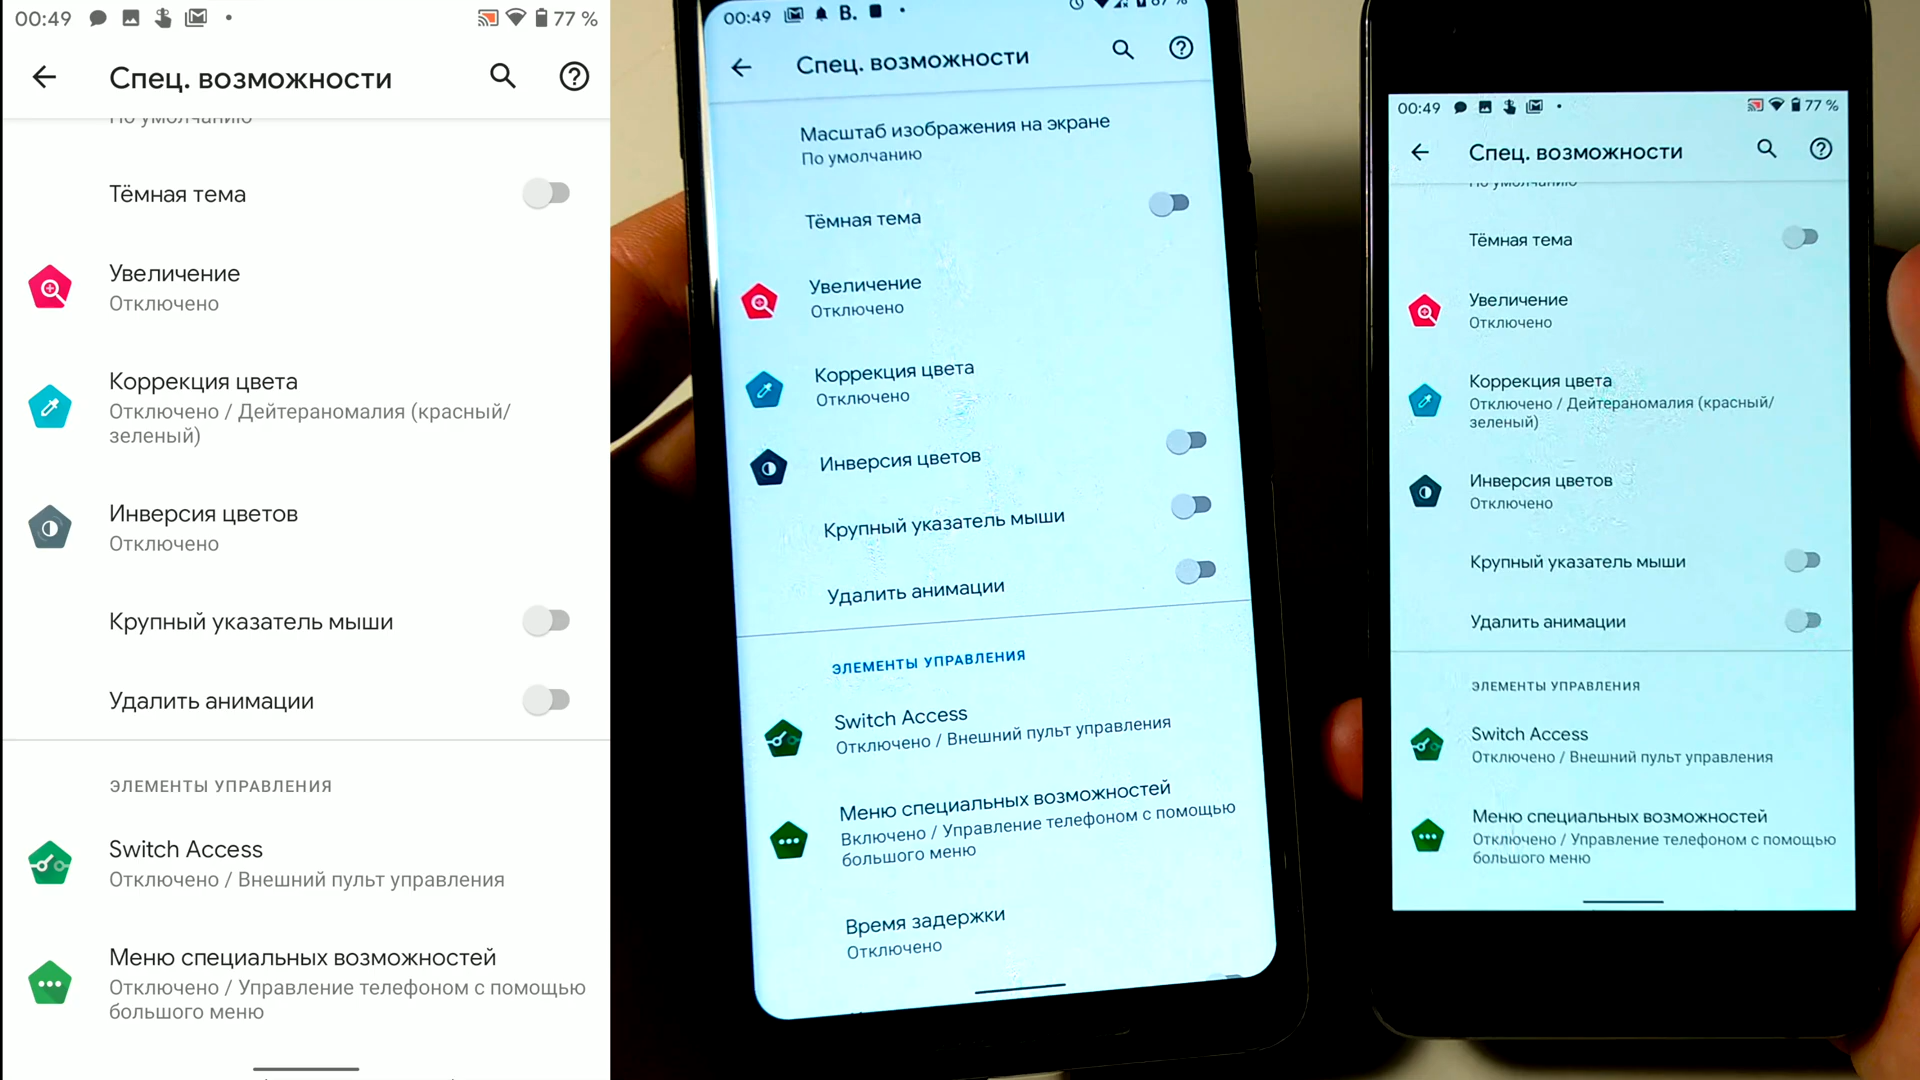 00:49
77 %
Спец. возможности
По умолчанию
Тёмная тема
Увеличение
Отключено
Коррекция цвета
Отключено / Дейтераномалия (красный/
зеленый)
Инверсия цветов
Отключено
Крупный указатель мыши
Удалить анимации
ЭЛЕМЕНТЫ УПРАВЛЕНИЯ
Switch Access
Отключено / Внешний пульт управления
Меню специальных возможностей
Отключено / Управление телефоном с помощью
большого меню
00:49
B.
67 %
Спец. возможности
Масштаб изображения на экране
По умолчанию
Тёмная тема
Увеличение
Отключено
Коррекция цвета
Отключено
Инверсия цветов
Крупный указатель мыши
Удалить анимации
ЭЛЕМЕНТЫ УПРАВЛЕНИЯ
Switch Access
Отключено / Внешний пульт управления
Меню специальных возможностей
Включено / Управление телефоном с помощью
большого меню
Время задержки
Отключено
00:49
77 %
Спец. возможности
По умолчанию
Тёмная тема
Увеличение
Отключено
Коррекция цвета
Отключено / Дейтераномалия (красный/
зеленый)
Инверсия цветов
Отключено
Крупный указатель мыши
Удалить анимации
ЭЛЕМЕНТЫ УПРАВЛЕНИЯ
Switch Access
Отключено / Внешний пульт управления
Меню специальных возможностей
Отключено / Управление телефоном с помощью
большого меню